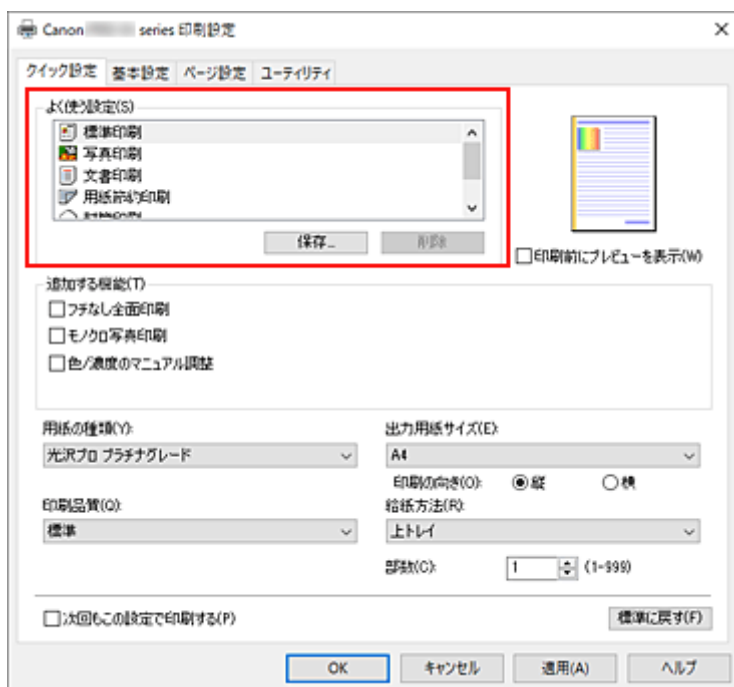 Canon series 印刷設定
クイック設定 基本設定 ページ設定 ユーティリティ
よく使う設定(S)
標準印刷
写真印刷
文書印刷
用紙節約印刷
保存... 削除
印刷前にプレビューを表示(W)
追加する機能(T)
フチなし全面印刷
モノクロ写真印刷
色/濃度のマニュアル調整
用紙の種類(Y): 出力用紙サイズ(E):
光沢プロ プラチナグレード A4
印刷の向き(O): 縦 横
印刷品質(Q): 給紙方法(R):
標準 上トレイ
部数(C): 1 (1-999)
次回もこの設定で印刷する(P) 標準に戻す(F)
OK キャンセル 適用(A) ヘルプ